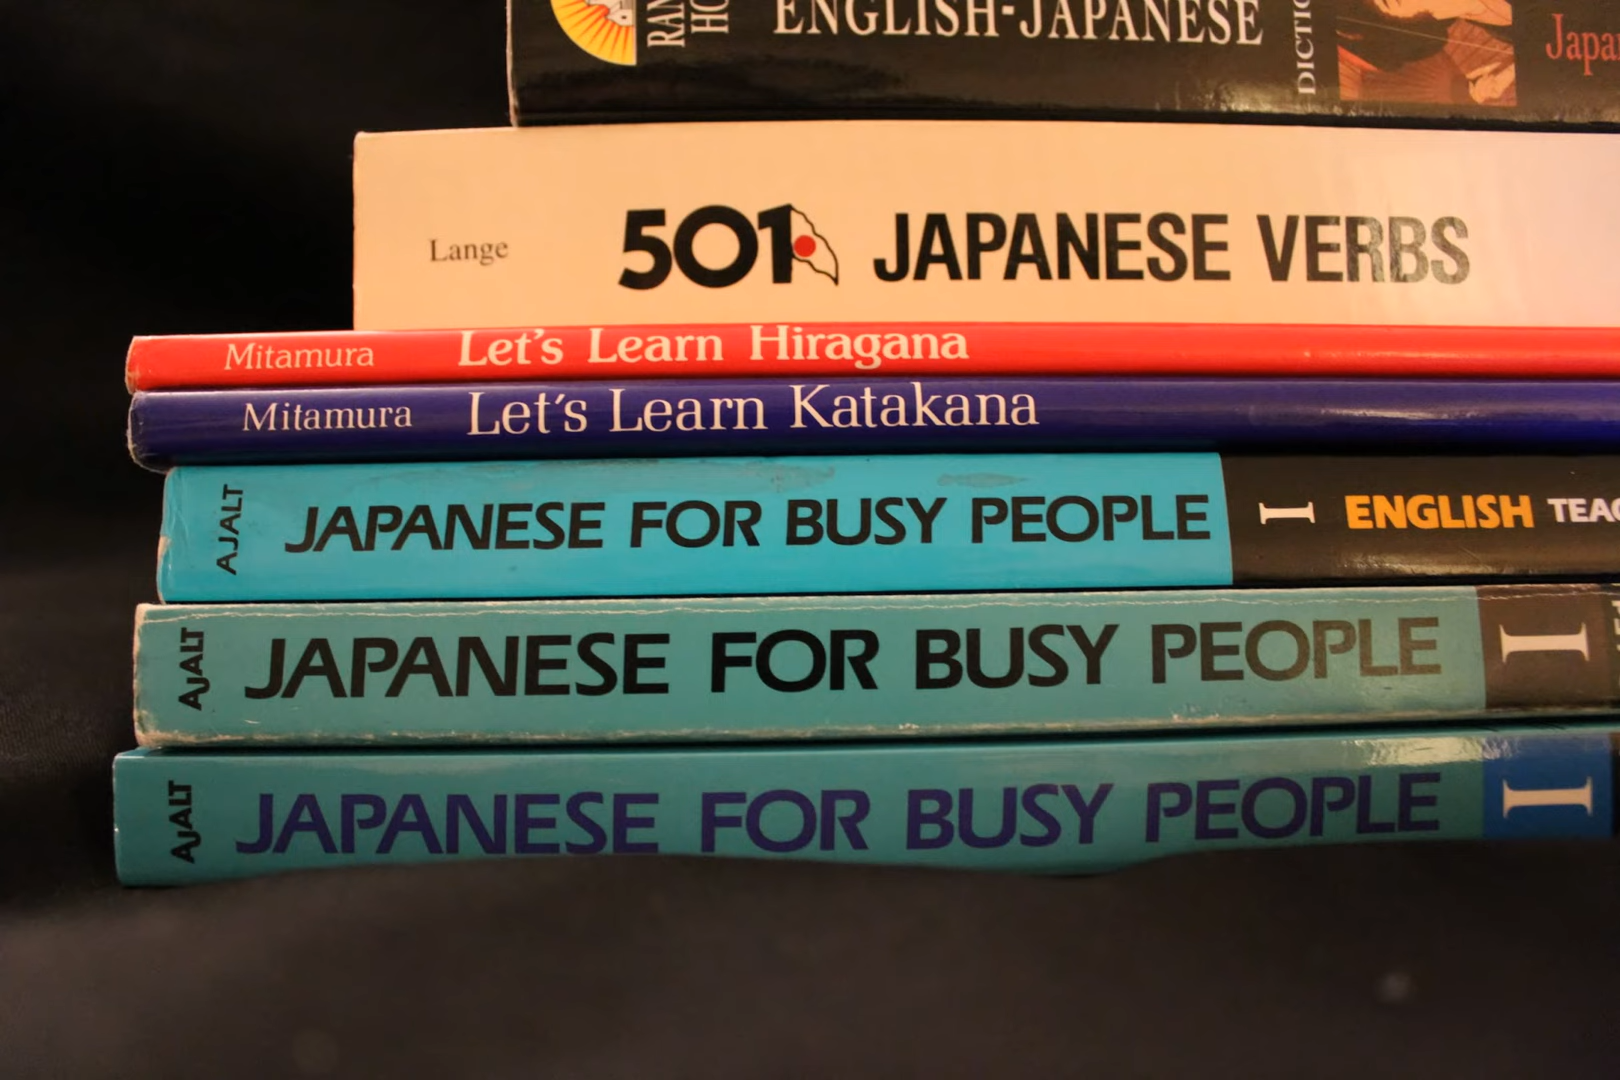 ENGLISH-JAPANESE
Lange 501 JAPANESE VERBS
Mitamura Let's Learn Hiragana
Mitamura Let's Learn Katakana
AJALT JAPANESE FOR BUSY PEOPLE I ENGLISH
AJALT JAPANESE FOR BUSY PEOPLE I
AJALT JAPANESE FOR BUSY PEOPLE I